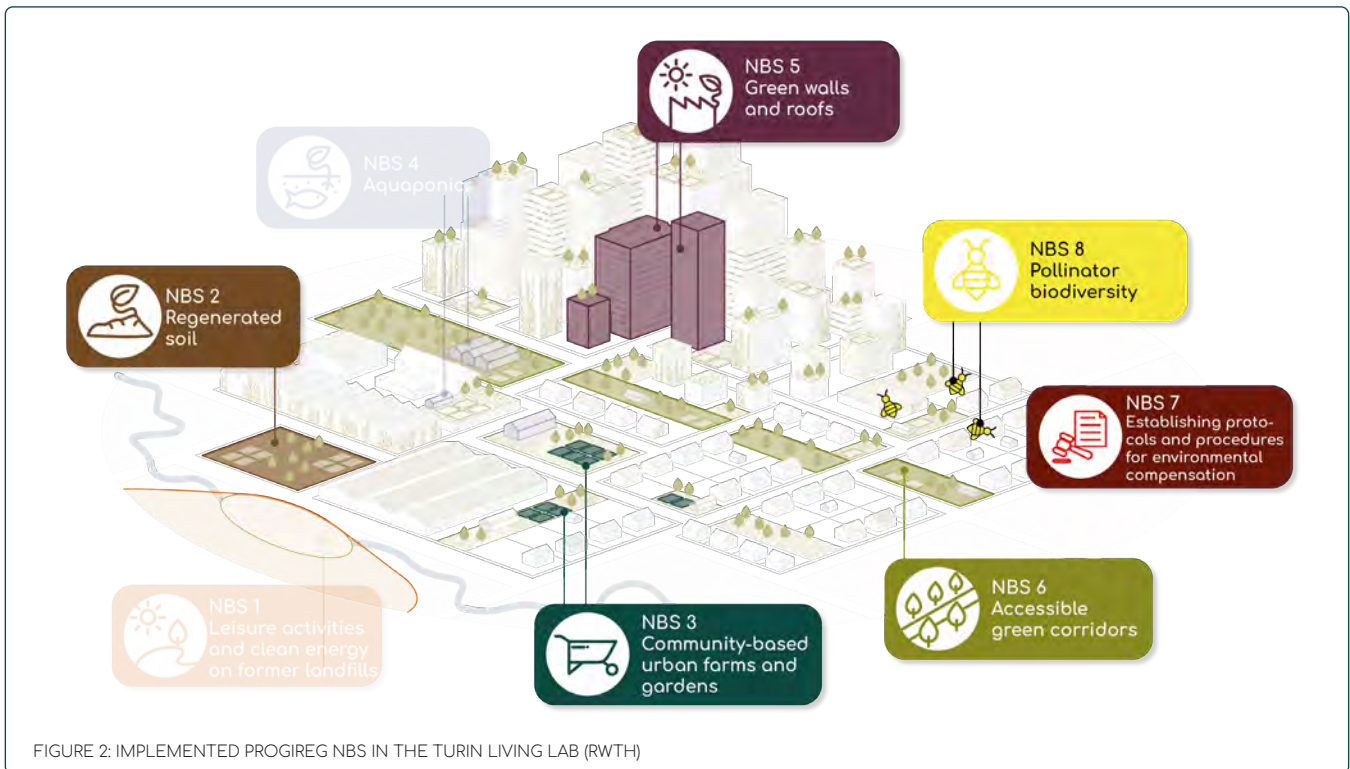 NBS 5
Green walls
and roofs
NBS 4
Aquaponic
NBS 8
Pollinator
biodiversity
NBS 2
Regenerated
soil
NBS 7
Establishing proto-
cols and procedures
for environmental
compensation
NBS 6
Accessible
green corridors
NBS 1
Leisure activities
and clean energy
on former landfills
NBS 3
Community-based
urban farms and
gardens
FIGURE 2: IMPLEMENTED PROGIREG NBS IN THE TURIN LIVING LAB (RWTH)